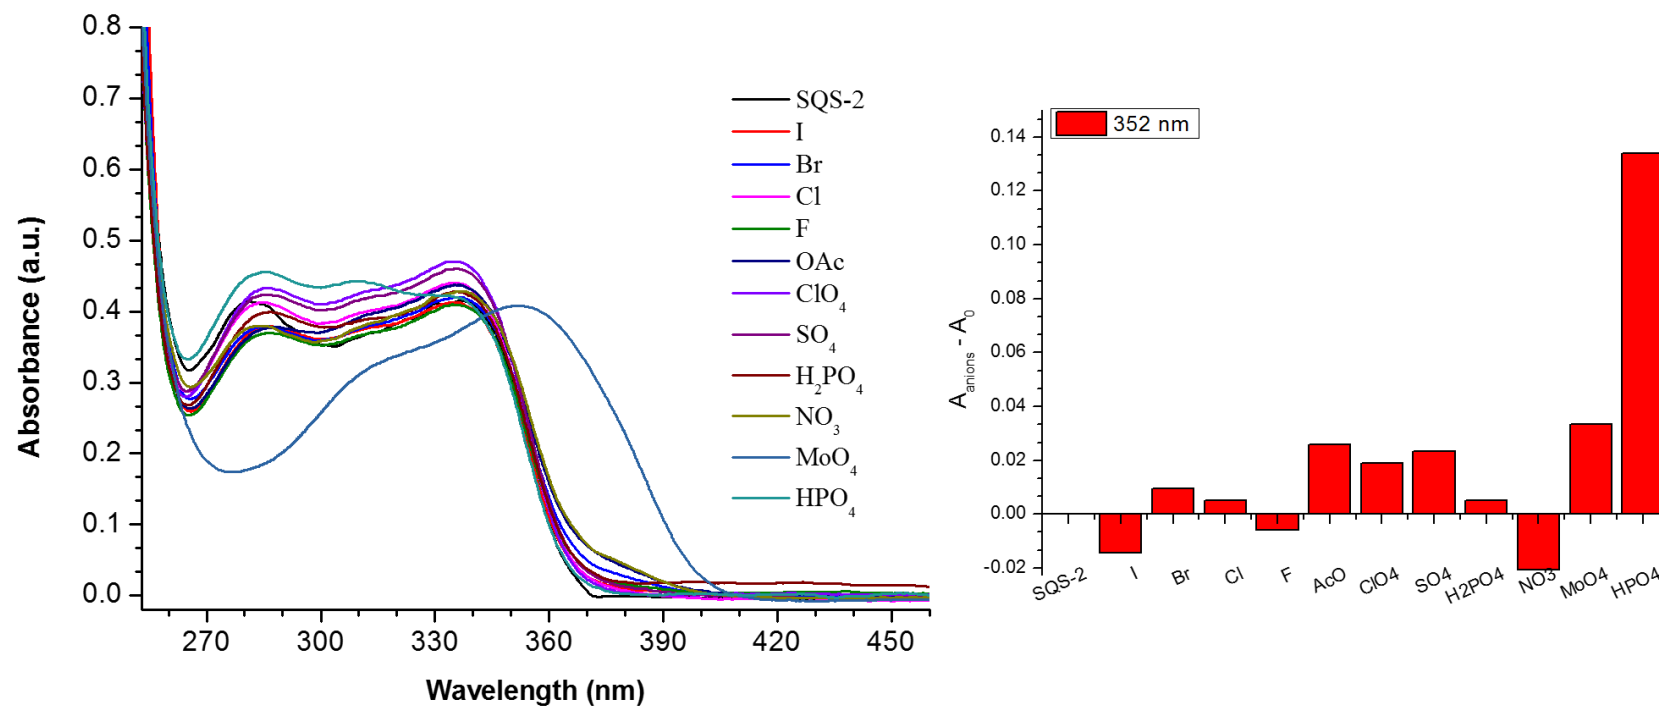 Absorbance (a.u.)
0.8
0.7
0.6
0.5
0.4
0.3
0.2
0.1
0.0
270 300 330 360 390 420 450
Wavelength (nm)
SQS-2
I
Br
Cl
F
OAc
ClO₄
SO₄
H₂PO₄
NO₃
MoO₄
HPO₄
A_anions - A₀
352 nm
0.14
0.12
0.10
0.08
0.06
0.04
0.02
0.00
-0.02
SQS-2 I Br Cl F AcO ClO4 SO4 H2PO4 NO3 MoO4 HPO4